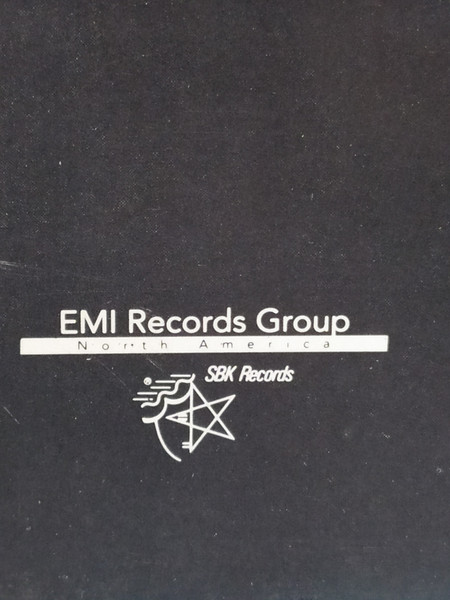 EMI Records Group
North America
SBK Records
®